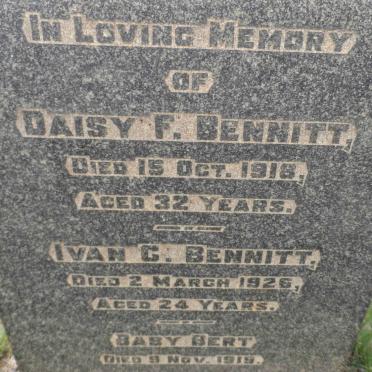 In Loving Memory
of
Daisy F. Bennitt,
Died 15 Oct. 1918,
Aged 32 Years.
Ivan C. Bennitt,
Died 2 March 1926,
Aged 24 Years.
Baby Bert
Died 9 Nov. 1919.